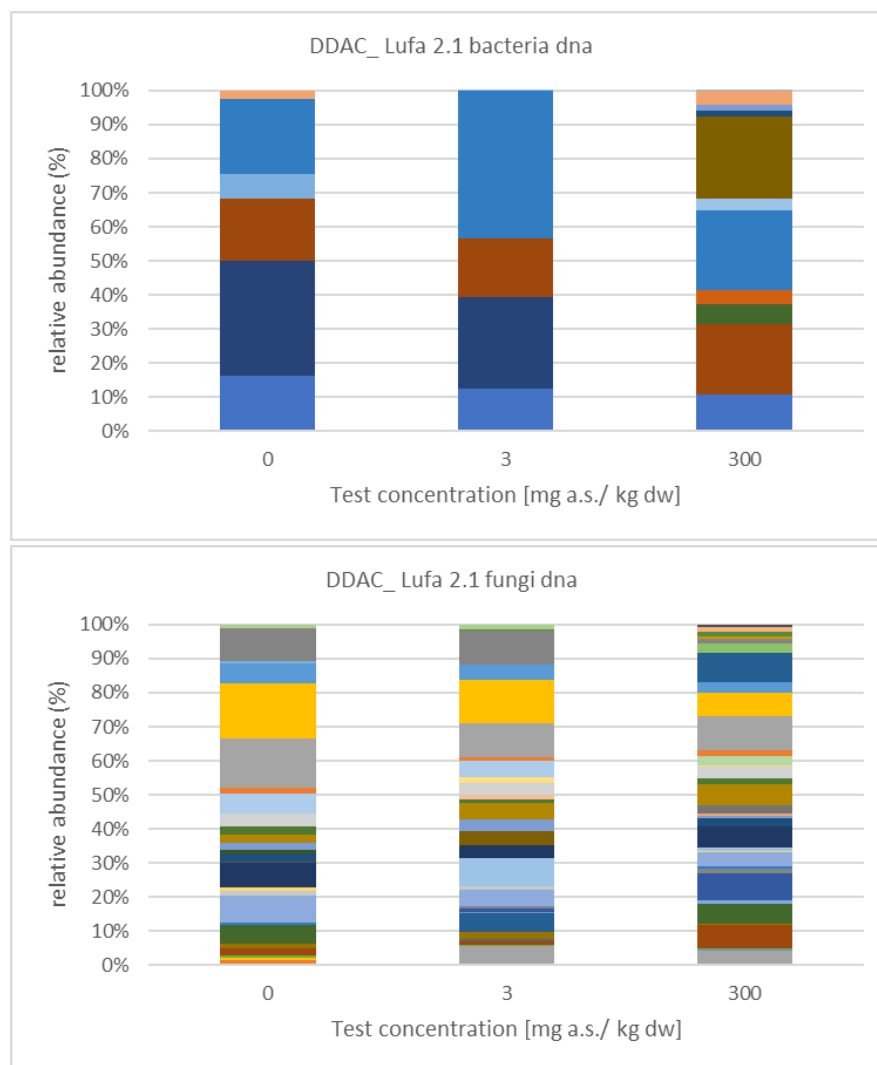 DDAC_ Lufa 2.1 bacteria dna
100%
90%
80%
70%
60%
50%
40%
30%
20%
10%
0%
relative abundance (%)
0 3 300
Test concentration [mg a.s./ kg dw]
DDAC_ Lufa 2.1 fungi dna
100%
90%
80%
70%
60%
50%
40%
30%
20%
10%
0%
relative abundance (%)
0 3 300
Test concentration [mg a.s./ kg dw]